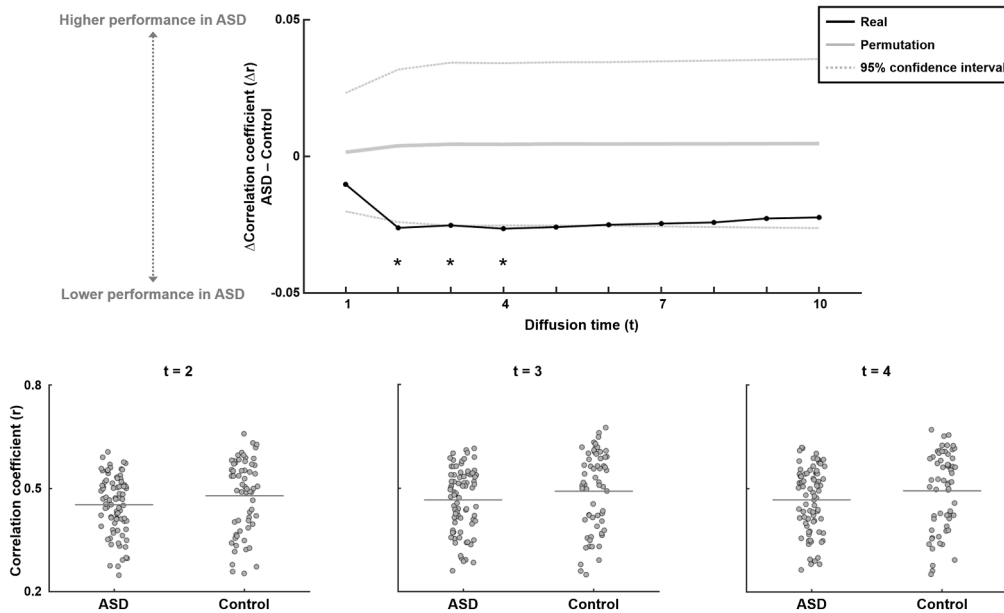 Higher performance in ASD
Lower performance in ASD
ΔCorrelation coefficient (Δr)
ASD – Control
0.05
0
-0.05
* * *
1 4 7 10
Diffusion time (t)
Real
Permutation
95% confidence interval
Correlation coefficient (r)
0.8
0.5
0.2
t = 2
ASD Control
t = 3
ASD Control
t = 4
ASD Control